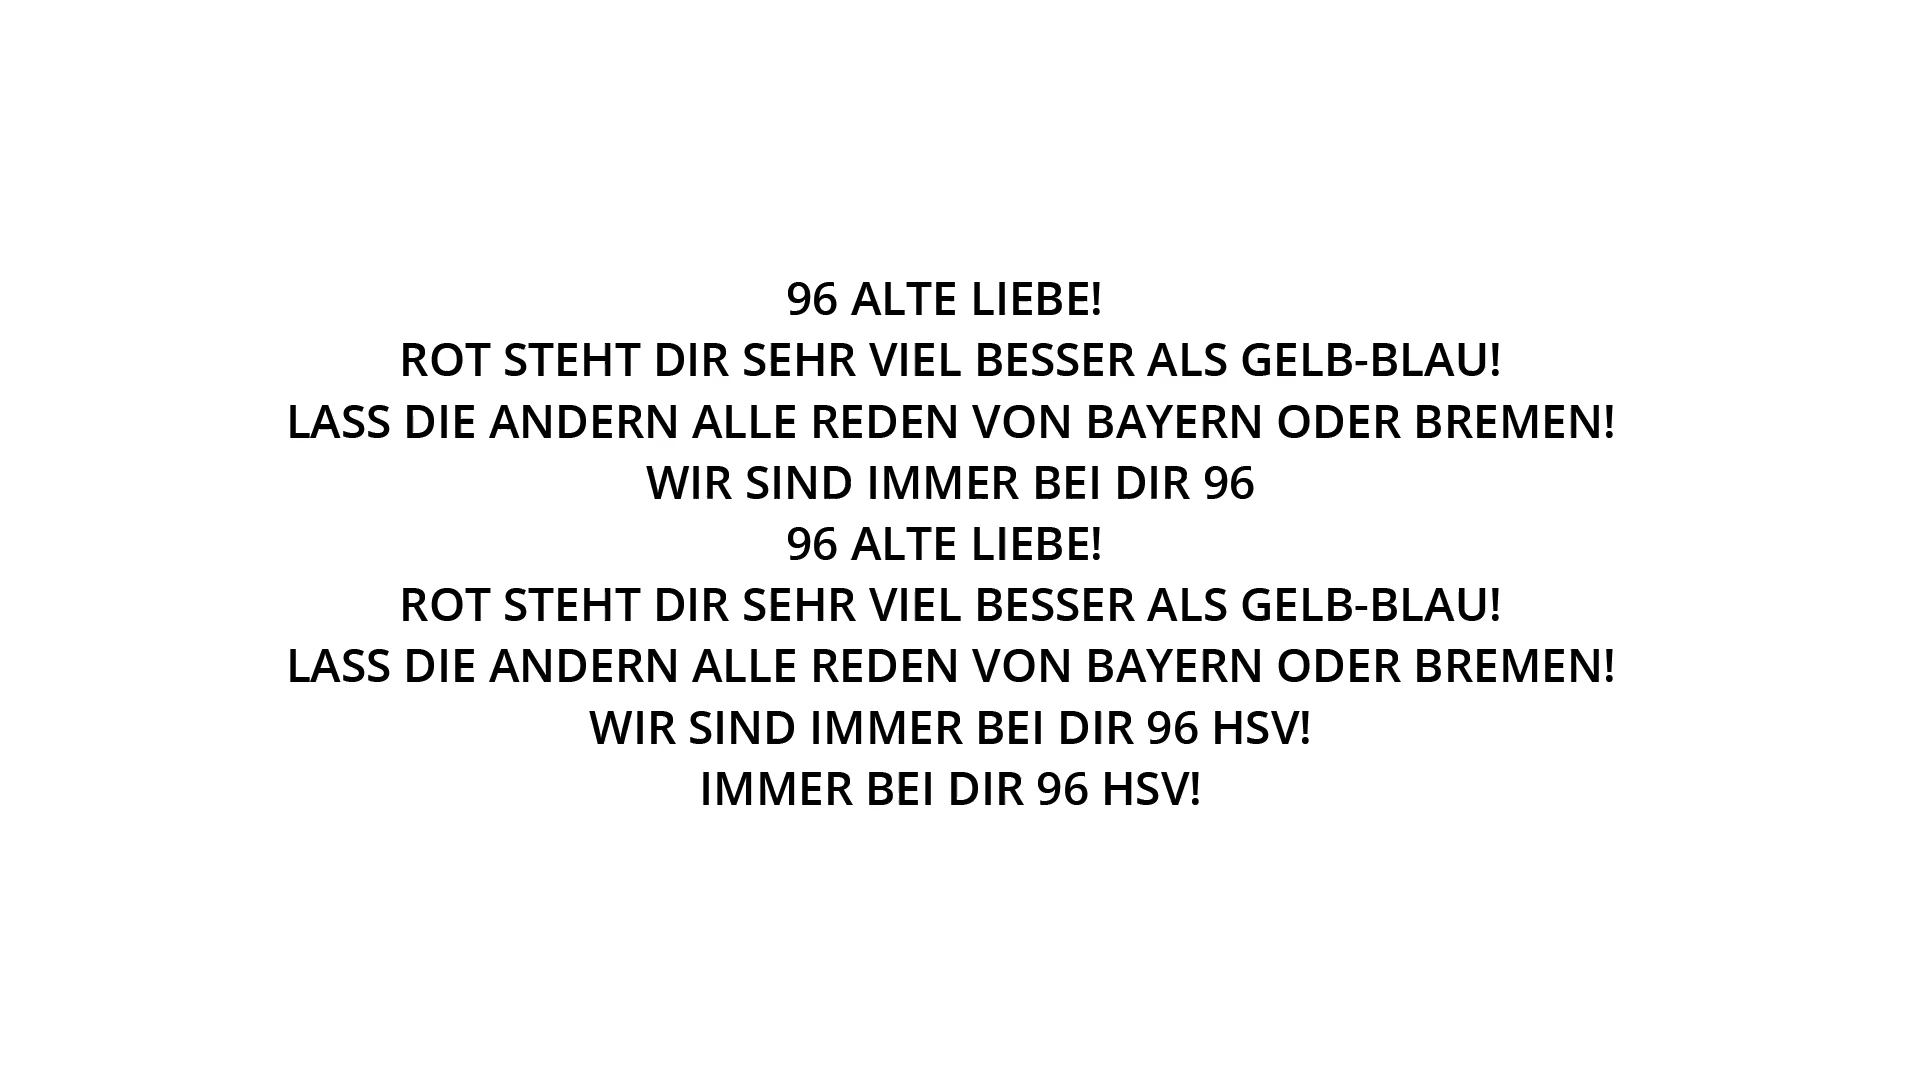 96 ALTE LIEBE!
ROT STEHT DIR SEHR VIEL BESSER ALS GELB-BLAU!
LASS DIE ANDERN ALLE REDEN VON BAYERN ODER BREMEN!
WIR SIND IMMER BEI DIR 96
96 ALTE LIEBE!
ROT STEHT DIR SEHR VIEL BESSER ALS GELB-BLAU!
LASS DIE ANDERN ALLE REDEN VON BAYERN ODER BREMEN!
WIR SIND IMMER BEI DIR 96 HSV!
IMMER BEI DIR 96 HSV!